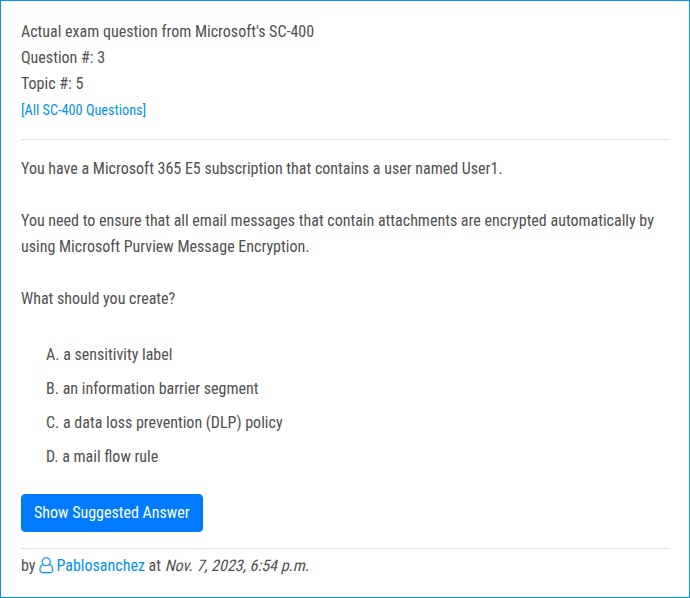 Actual exam question from Microsoft's SC-400
Question #: 3
Topic #: 5
[All SC-400 Questions]
You have a Microsoft 365 E5 subscription that contains a user named User1.
You need to ensure that all email messages that contain attachments are encrypted automatically by
using Microsoft Purview Message Encryption.
What should you create?
A. a sensitivity label
B. an information barrier segment
C. a data loss prevention (DLP) policy
D. a mail flow rule
Show Suggested Answer
by Pablosanchez at Nov. 7, 2023, 6:54 p.m.